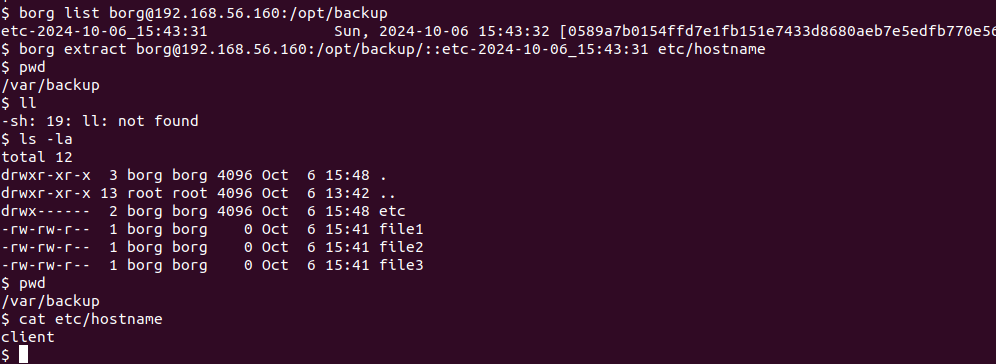 $ borg list borg@192.168.56.160:/opt/backup
etc-2024-10-06_15:43:31              Sun, 2024-10-06 15:43:32 [0589a7b0154ffd7e1fb151e7433d8680aeb7e5edfb770e56
$ borg extract borg@192.168.56.160:/opt/backup/::etc-2024-10-06_15:43:31 etc/hostname
$ pwd
/var/backup
$ ll
-sh: 19: ll: not found
$ ls -la
total 12
drwxr-xr-x  3 borg borg 4096 Oct  6 15:48 .
drwxr-xr-x 13 root root 4096 Oct  6 13:42 ..
drwx------  2 borg borg 4096 Oct  6 15:48 etc
-rw-rw-r--  1 borg borg    0 Oct  6 15:41 file1
-rw-rw-r--  1 borg borg    0 Oct  6 15:41 file2
-rw-rw-r--  1 borg borg    0 Oct  6 15:41 file3
$ pwd
/var/backup
$ cat etc/hostname
client
$